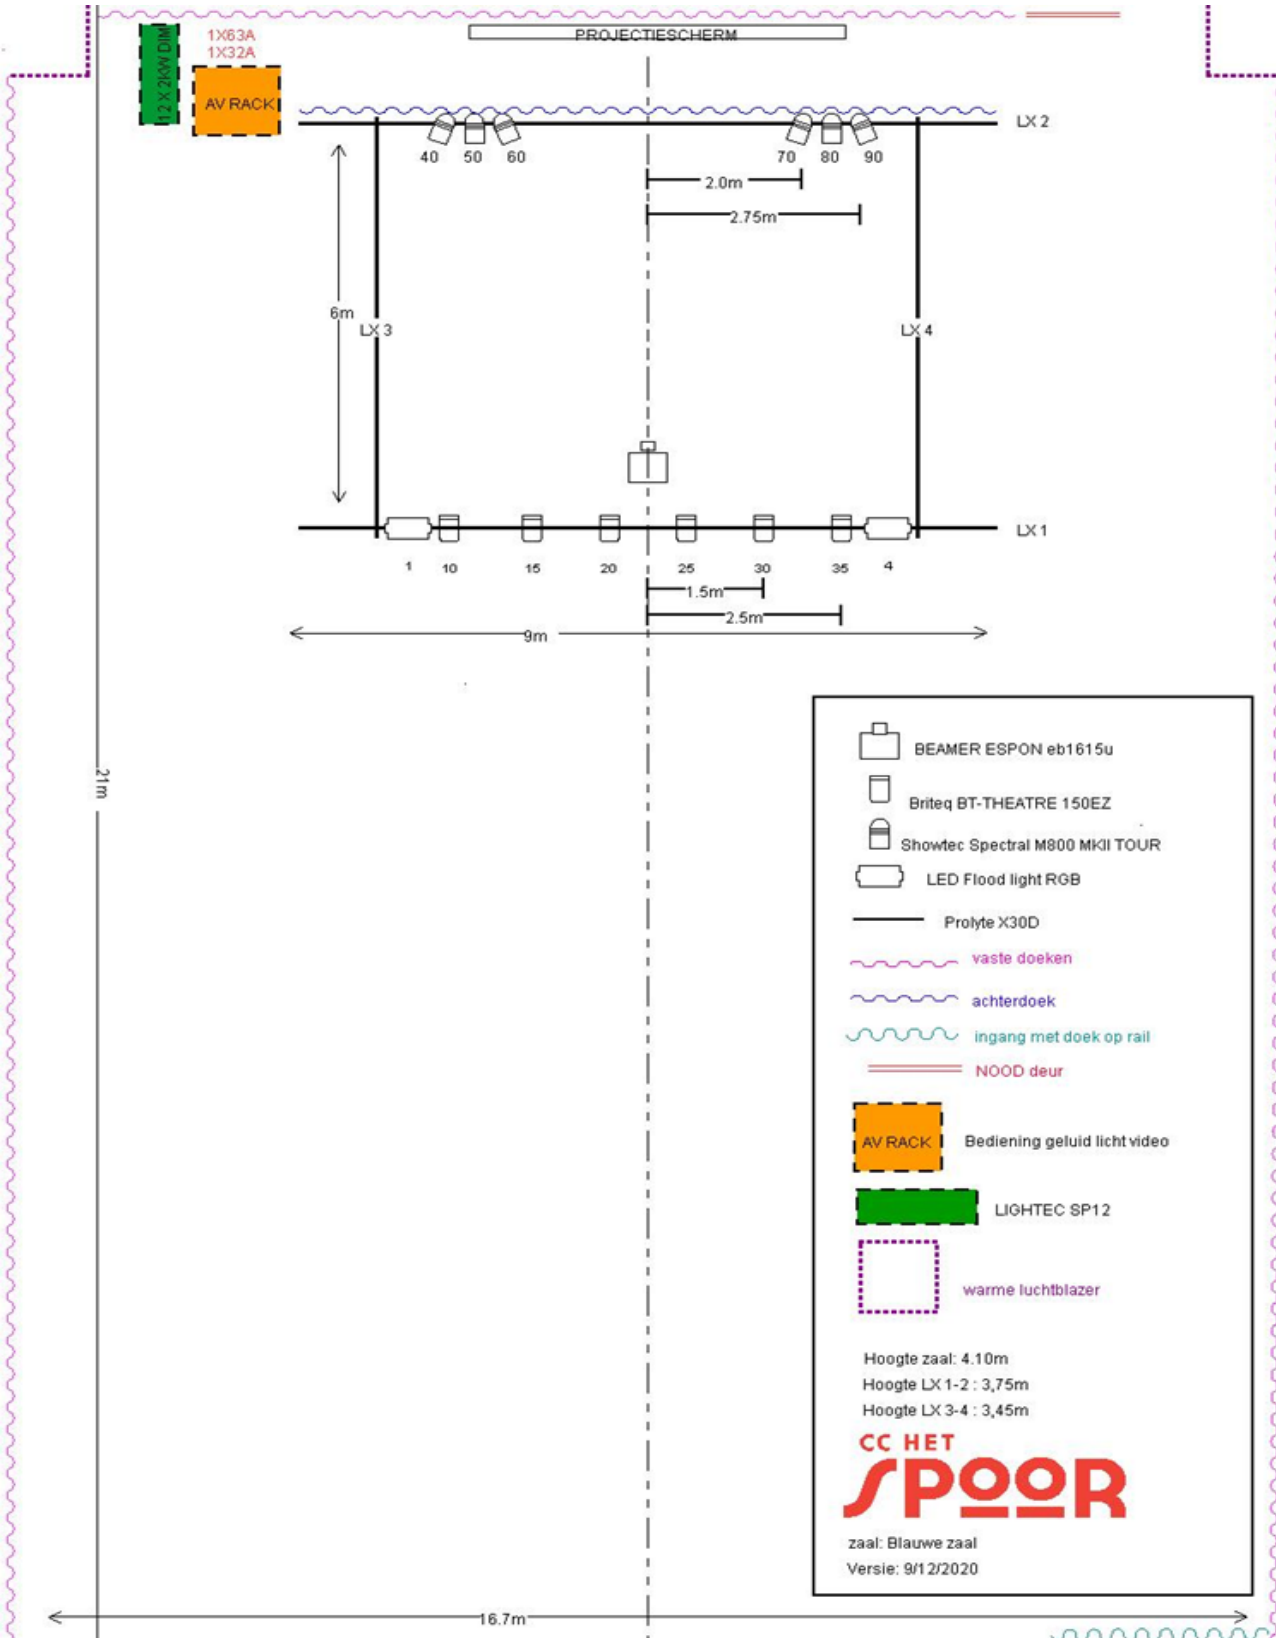 PROJECTIESCHERM
1X63A
1X32A
12 X 2KW DIM
AV RACK
LX 2
40 50 60
70 80 90
2.0m
2.75m
6m
LX 3
LX 4
LX 1
1 10 15 20 25 30 35 4
1.5m
2.5m
9m
21m
BEAMER ESPON eb1615u
Briteq BT-THEATRE 150EZ
Showtec Spectral M800 MKII TOUR
LED Flood light RGB
Prolyte X30D
vaste doeken
achterdoek
ingang met doek op rail
NOOD deur
AV RACK
Bediening geluid licht video
LIGHTEC SP12
warme luchtblazer
Hoogte zaal: 4.10m
Hoogte LX 1-2 : 3,75m
Hoogte LX 3-4 : 3,45m
CC HET
SPOOR
zaal: Blauwe zaal
Versie: 9/12/2020
16.7m